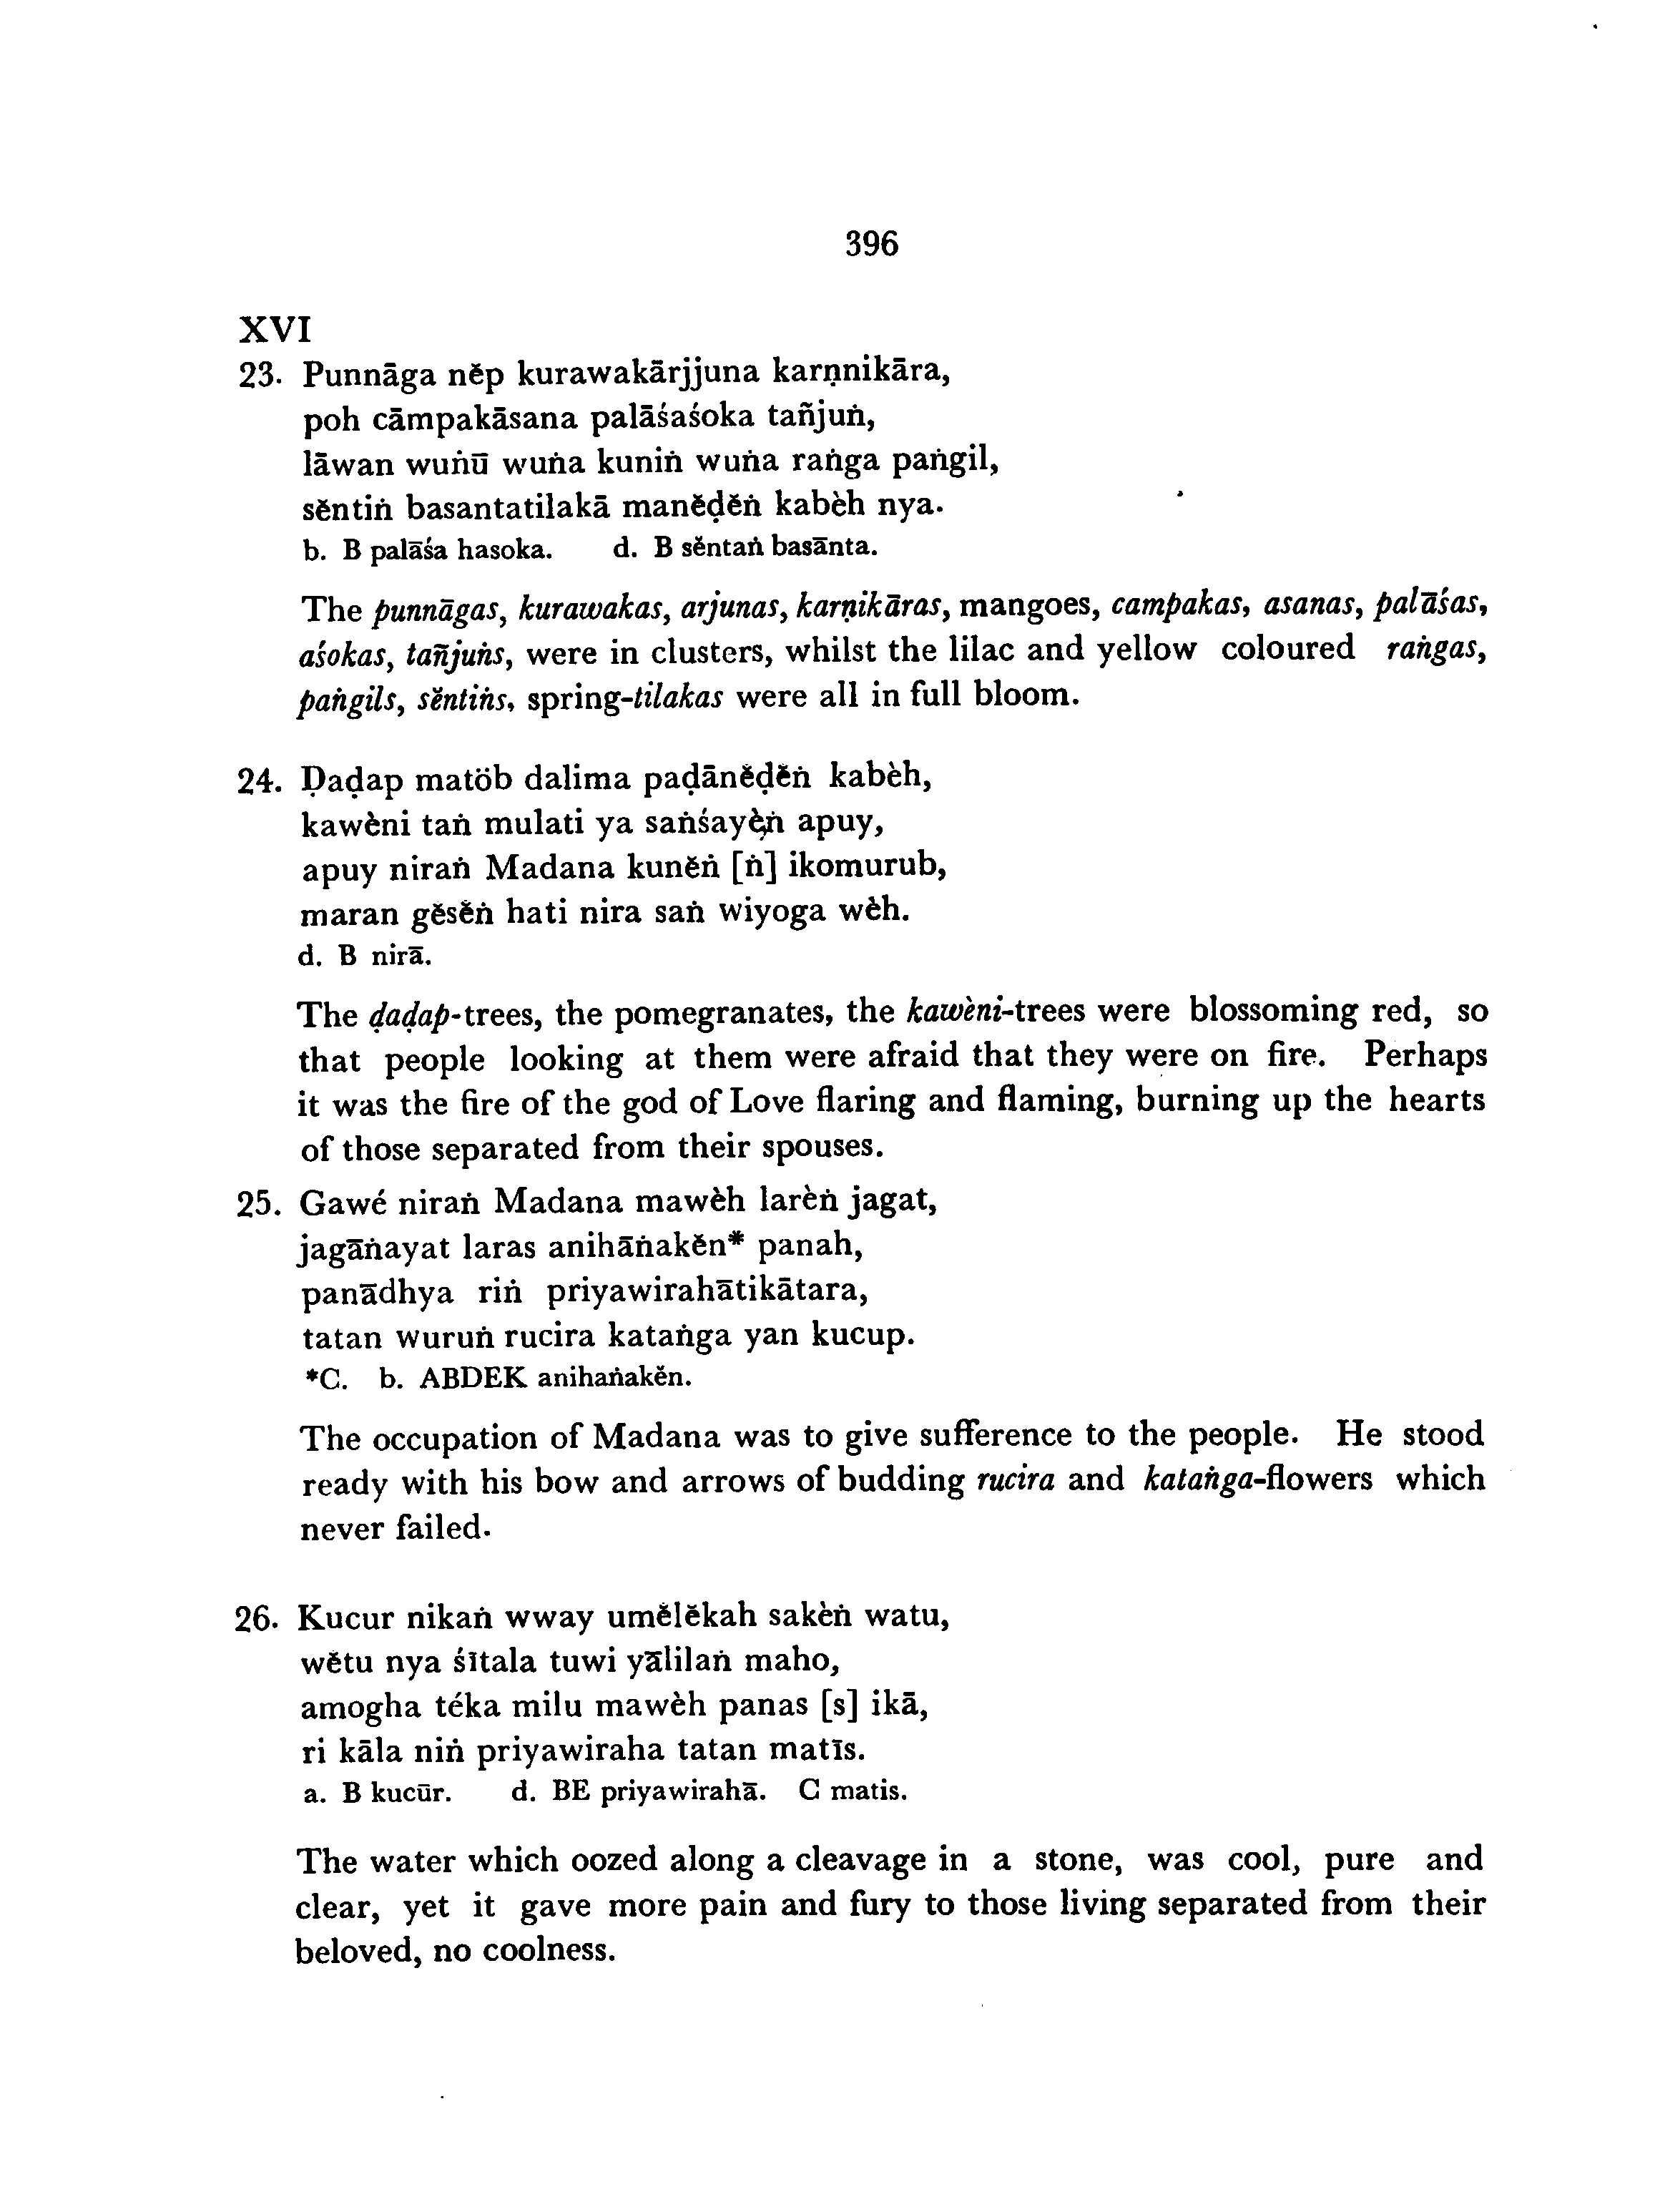 396
XVI
23. Punnāga nĕp kurawakārjjuna karṇnikāra,
poh cāmpakāsana palāśaśoka tañjuṅ,
lāwan wuṅū wuṅa kuniṅ wuṅa raṅga paṅgil,
sĕntiṅ basantatilakā manĕḍĕṅ kabèh nya.
b. B palāśa hasoka. d. B sĕntaṅ basānta.
The punnāgas, kurawakas, arjunas, karṇikāras, mangoes, campakas, asanas, palāśas,
aśokas, tañjuṅs, were in clusters, whilst the lilac and yellow coloured raṅgas,
paṅgils, sĕntiṅs, spring-tilakas were all in full bloom.
24. Ḍaḍap matöb dalima paḍānĕḍĕṅ kabèh,
kawèni taṅ mulati ya saṅśayèṅ apuy,
apuy niraṅ Madana kunĕṅ [ṅ] ikomurub,
maran gĕsĕṅ hati nira saṅ wiyoga wèh.
d. B nirā.
The ḍaḍap-trees, the pomegranates, the kawèni-trees were blossoming red, so
that people looking at them were afraid that they were on fire. Perhaps
it was the fire of the god of Love flaring and flaming, burning up the hearts
of those separated from their spouses.
25. Gawé niraṅ Madana mawèh larèṅ jagat,
jagāṅayat laras anihāṅakĕn* panah,
panādhya riṅ priyawirahātikātara,
tatan wuruṅ rucira kataṅga yan kucup.
*C. b. ABDEK anihaṅakĕn.
The occupation of Madana was to give sufference to the people. He stood
ready with his bow and arrows of budding rucira and kataṅga-flowers which
never failed.
26. Kucur nikaṅ wway umĕlĕkah sakèṅ watu,
wĕtu nya śītala tuwi yālilaṅ maho,
amogha téka milu mawèh panas [s] ikā,
ri kāla niṅ priyawiraha tatan matīs.
a. B kucūr. d. BE priyawirahā. C matis.
The water which oozed along a cleavage in a stone, was cool, pure and
clear, yet it gave more pain and fury to those living separated from their
beloved, no coolness.